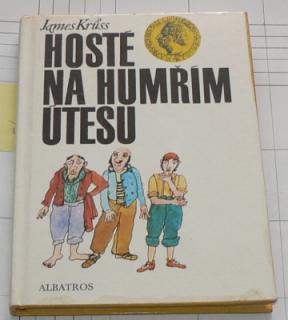 James Krüss
HOSTÉ
NA HUMŘÍM
ÚTESU
ALBATROS